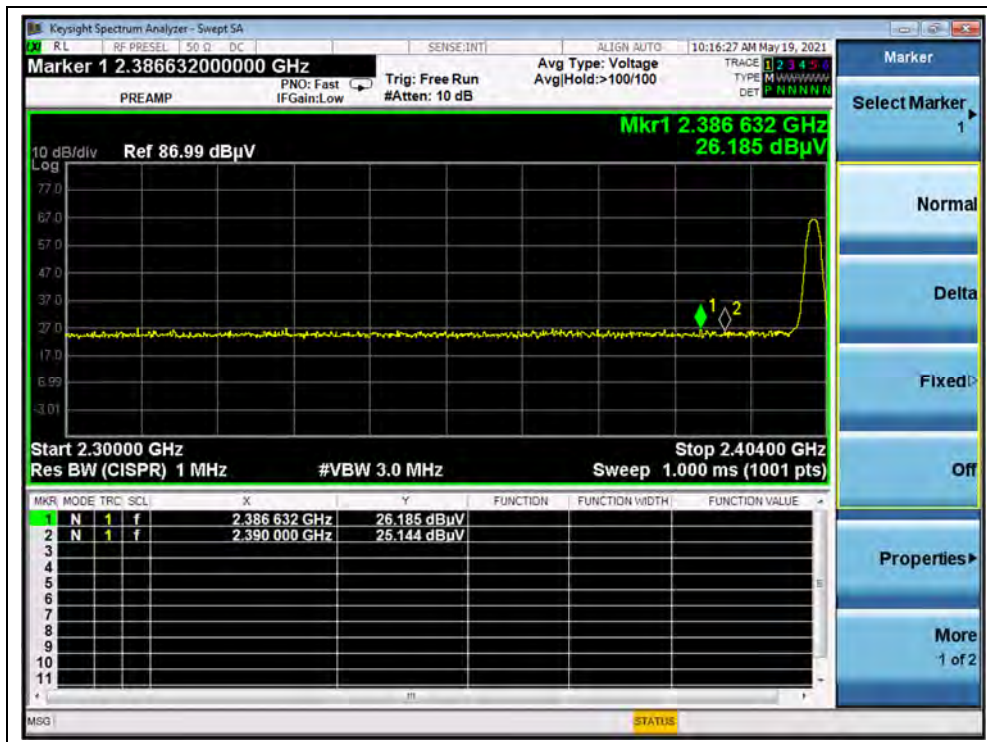 Keysight Spectrum Analyzer - Swept SA
RL RF PRESEL 50 Ω DC SENSE:INT ALIGN AUTO 10:16:27 AM May 19, 2021
Marker 1 2.386632000000 GHz
PREAMP
PNO: Fast
IFGain:Low
Trig: Free Run
#Atten: 10 dB
Avg Type: Voltage
Avg|Hold:>100/100
TRACE 1 2 3 4 5 6
TYPE M WWWWW
DET P N N N N N
Mkr1 2.386 632 GHz
26.185 dBµV
10 dB/div Ref 86.99 dBµV
Log
77.0
67.0
57.0
47.0
37.0
27.0
17.0
6.99
-3.01
1 2
Start 2.30000 GHz Stop 2.40400 GHz
Res BW (CISPR) 1 MHz #VBW 3.0 MHz Sweep 1.000 ms (1001 pts)
MKR MODE TRC SCL X Y FUNCTION FUNCTION WIDTH FUNCTION VALUE
1 N 1 f 2.386 632 GHz 26.185 dBµV
2 N 1 f 2.390 000 GHz 25.144 dBµV
3
4
5
6
7
8
9
10
11
MSG STATUS
Marker
Select Marker
1
Normal
Delta
Fixed
Off
Properties
More
1 of 2